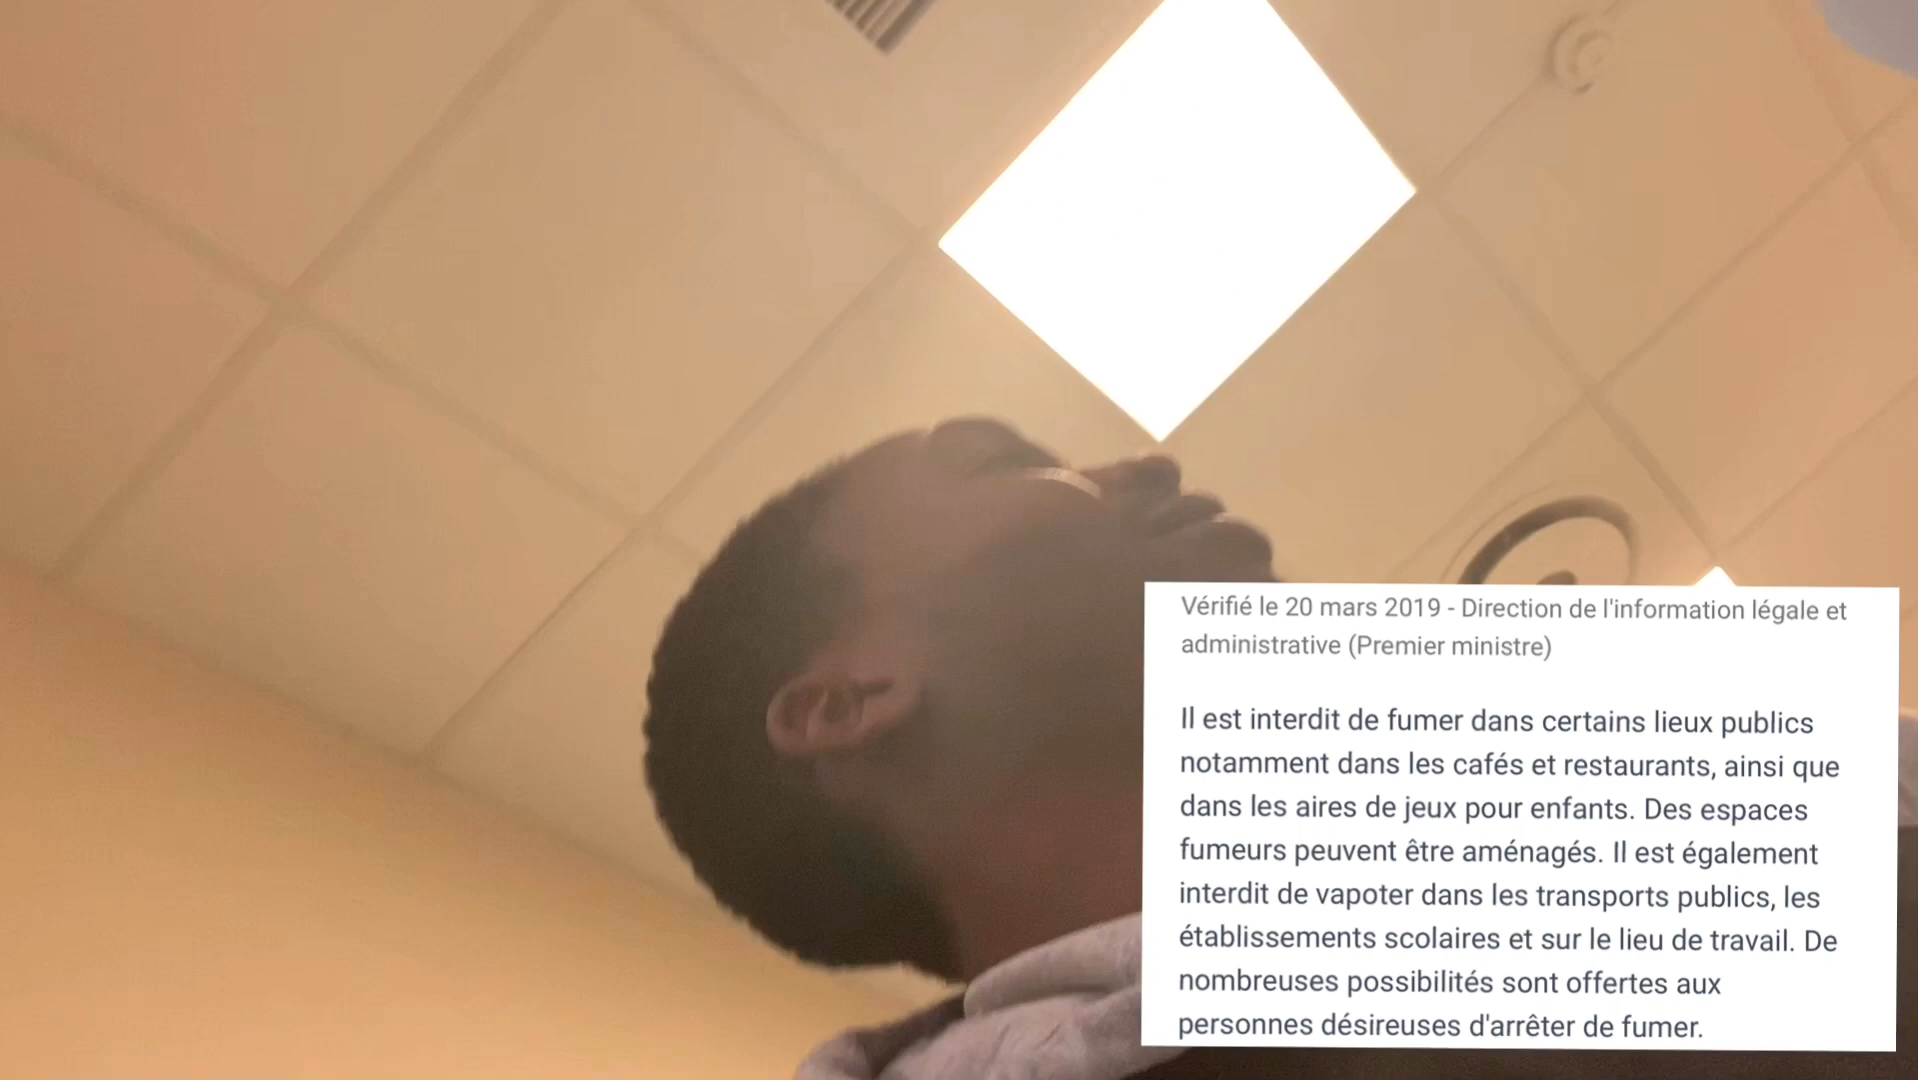 Vérifié le 20 mars 2019 - Direction de l'information légale et
administrative (Premier ministre)
Il est interdit de fumer dans certains lieux publics
notamment dans les cafés et restaurants, ainsi que
dans les aires de jeux pour enfants. Des espaces
fumeurs peuvent être aménagés. Il est également
interdit de vapoter dans les transports publics, les
établissements scolaires et sur le lieu de travail. De
nombreuses possibilités sont offertes aux
personnes désireuses d'arrêter de fumer.